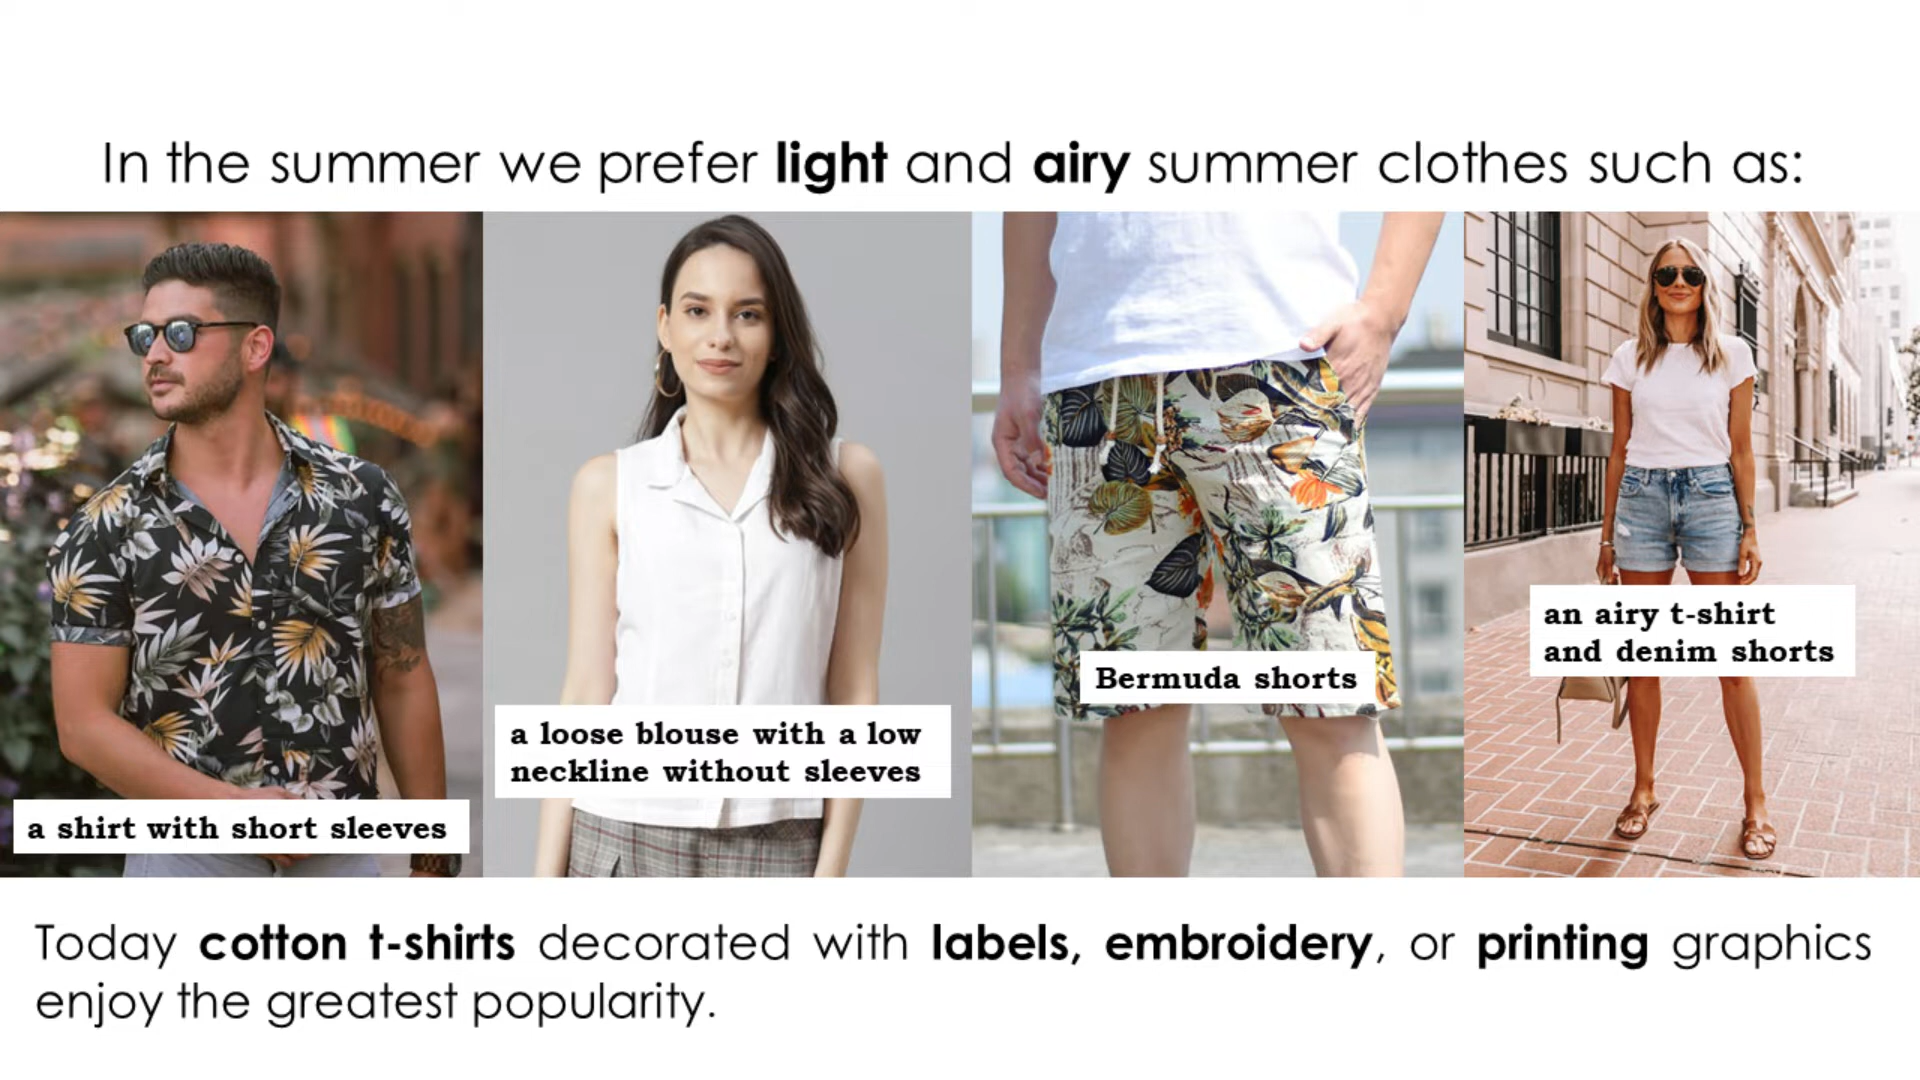 In the summer we prefer light and airy summer clothes such as:
a shirt with short sleeves
a loose blouse with a low
neckline without sleeves
Bermuda shorts
an airy t-shirt
and denim shorts
Today cotton t-shirts decorated with labels, embroidery, or printing graphics
enjoy the greatest popularity.